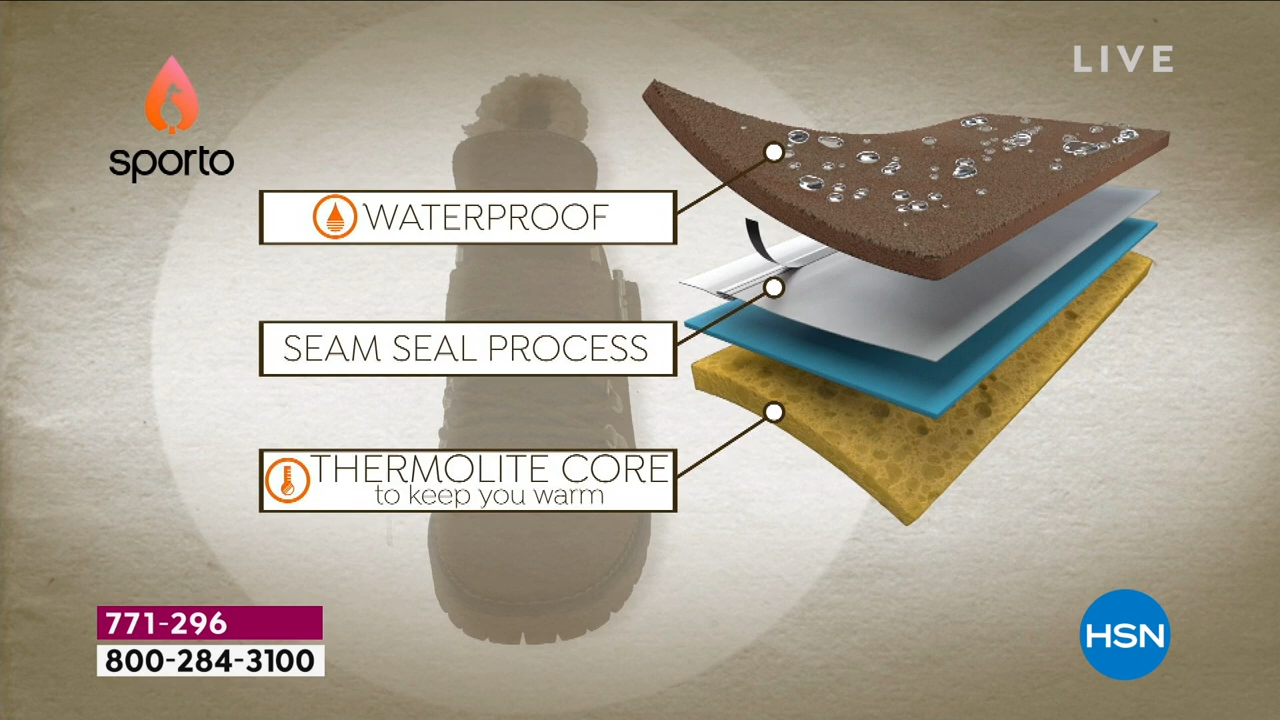 LIVE
sporto
WATERPROOF
SEAM SEAL PROCESS
THERMOLITE CORE
to keep you warm
771-296
800-284-3100
HSN